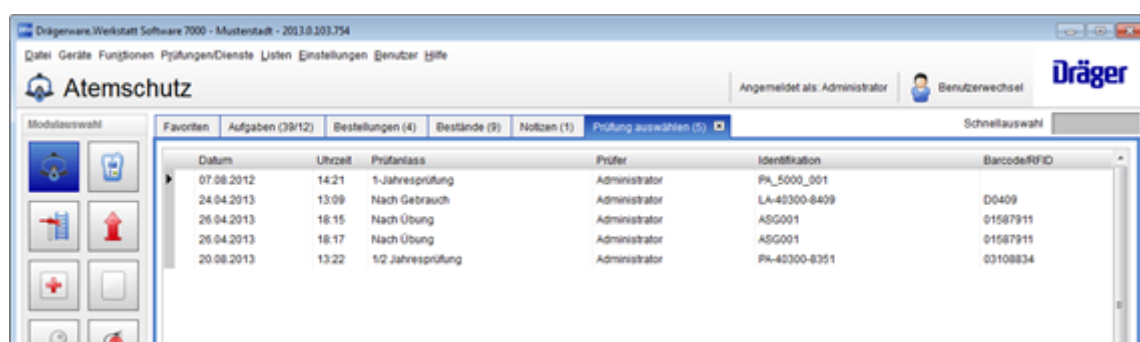 Drägerware.Werkstatt Software 7000 - Musterstadt - 2013.0.103.754
Datei Geräte Funktionen Prüfungen/Dienste Listen Einstellungen Benutzer Hilfe
Atemschutz
Angemeldet als: Administrator
Benutzerwechsel
Dräger
Modulauswahl
Favoriten Aufgaben (39/12) Bestellungen (4) Bestände (9) Notizen (1) Prüfung auswählen (5)
Schnellauswahl
Datum Uhrzeit Prüfanlass Prüfer Identifikation Barcode/RFID
07.08.2012 14:21 1-Jahresprüfung Administrator PA_5000_001
24.04.2013 13:09 Nach Gebrauch Administrator LA-40300-8409 D0409
26.04.2013 18:15 Nach Übung Administrator ASG001 01587911
26.04.2013 18:17 Nach Übung Administrator ASG001 01587911
20.08.2013 13:22 1/2 Jahresprüfung Administrator PA-40300-8351 03108834